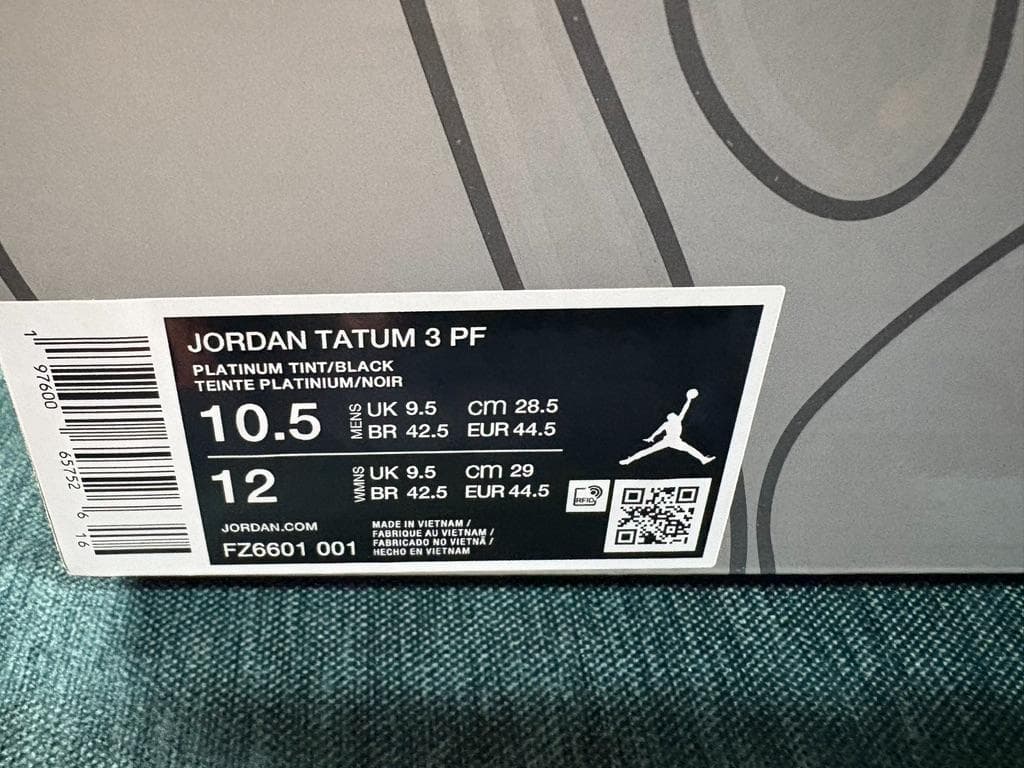 1 97600 65752 6 16
JORDAN TATUM 3 PF
PLATINUM TINT/BLACK
TEINTE PLATINIUM/NOIR
10.5 MENS UK 9.5 cm 28.5
BR 42.5 EUR 44.5
12 WMNS UK 9.5 cm 29
BR 42.5 EUR 44.5
RFID
JORDAN.COM
FZ6601 001
MADE IN VIETNAM /
FABRIQUE AU VIETNAM /
FABRICADO NO VIETNÃ /
HECHO EN VIETNAM